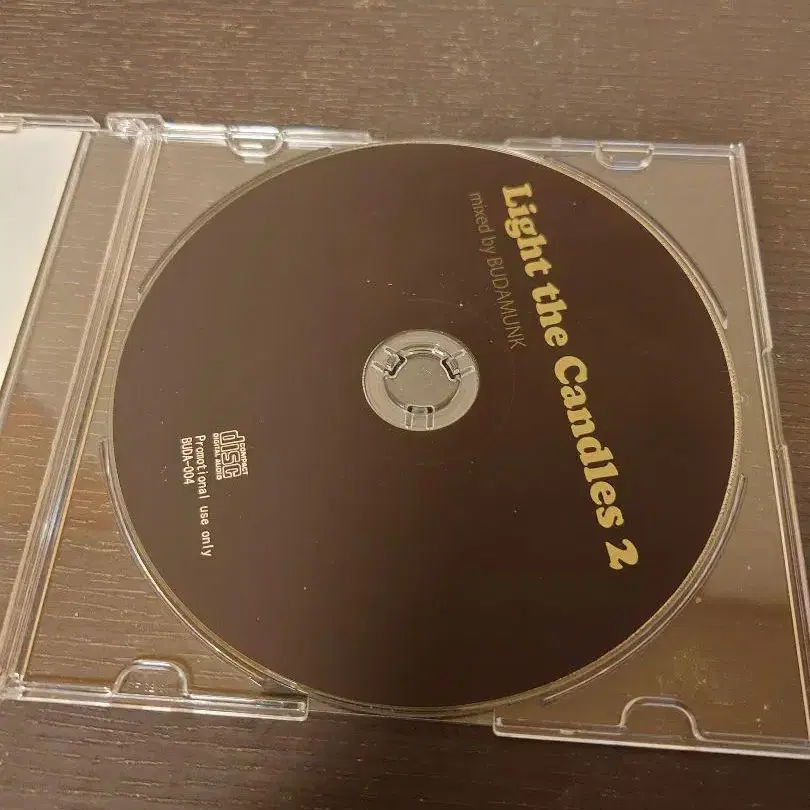 Light the Candles 2
mixed by BUDAMUNK
COMPACT
disc
DIGITAL AUDIO
Promotional use only
BUDA-004